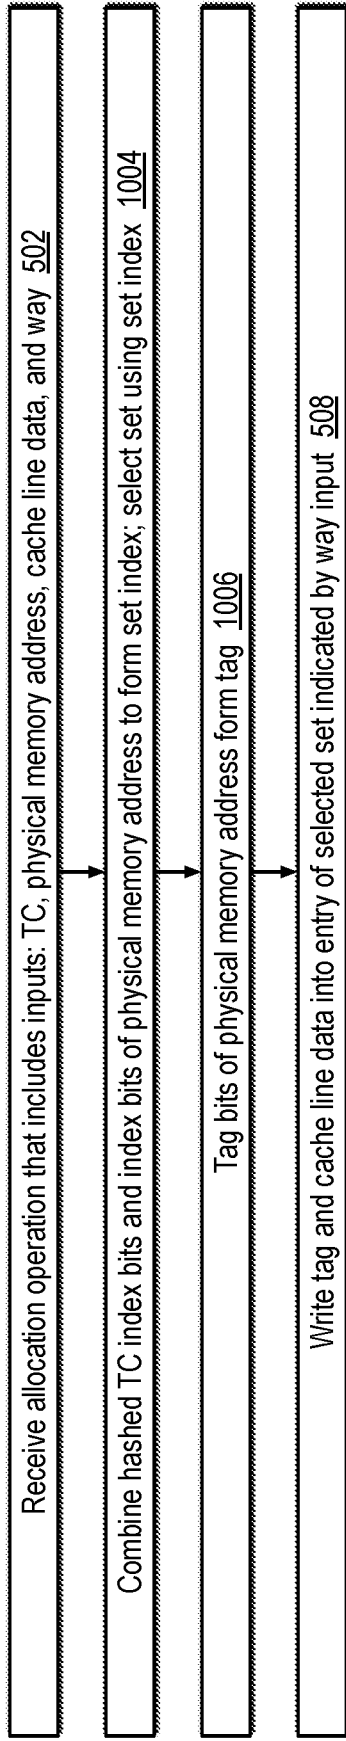 Receive allocation operation that includes inputs: TC, physical memory address, cache line data, and way 502
Combine hashed TC index bits and index bits of physical memory address to form set index; select set using set index 1004
Tag bits of physical memory address form tag 1006
Write tag and cache line data into entry of selected set indicated by way input 508